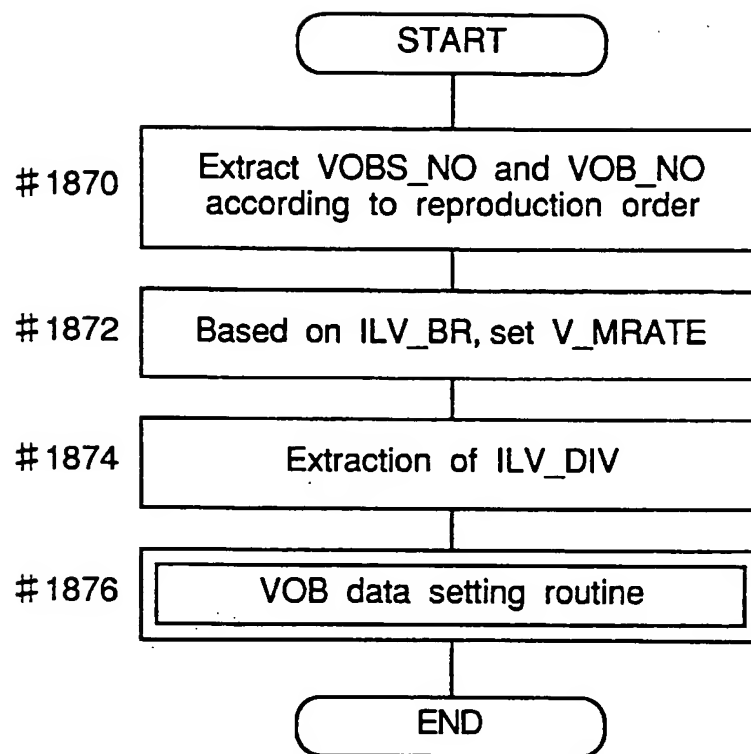 START
#1870
Extract VOBS_NO and VOB_NO
according to reproduction order
#1872
Based on ILV_BR, set V_MRATE
#1874
Extraction of ILV_DIV
#1876
VOB data setting routine
END